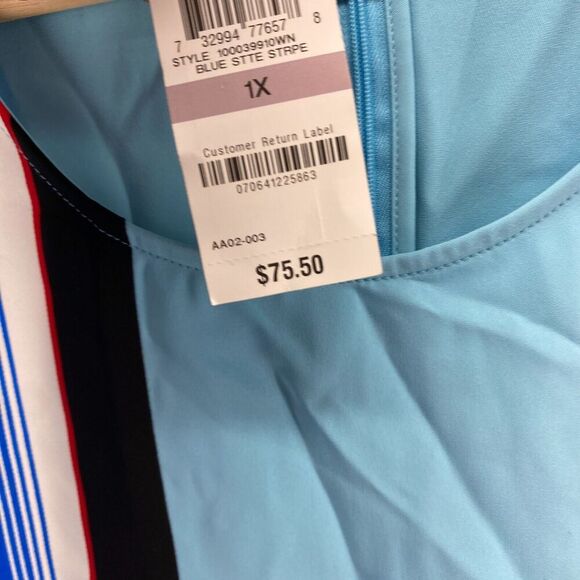 7 32994 77657 8
STYLE 100039910WN
BLUE STTE STRPE
1X
Customer Return Label
070641225863
AA02-003
$75.50